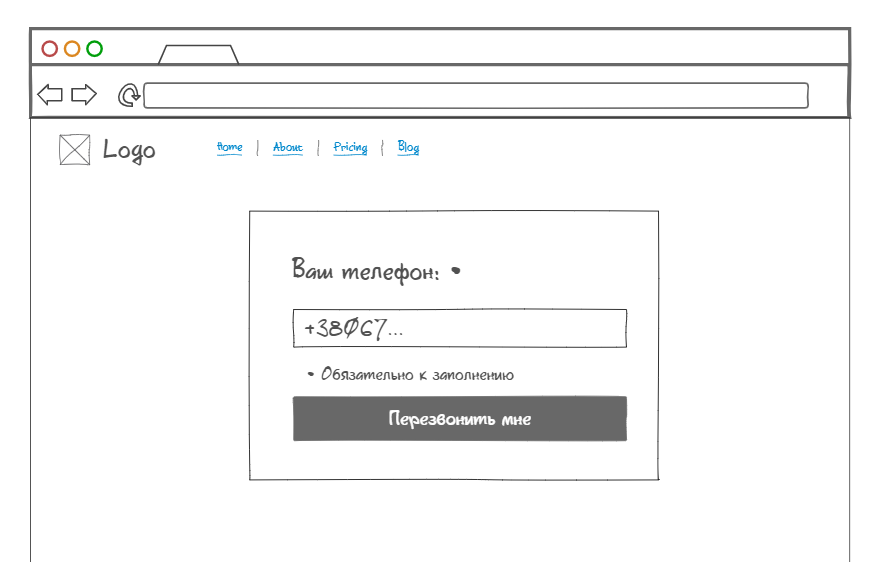 Logo
Home | About | Pricing | Blog
Ваш телефон: •
+38067...
• Обязательно к заполнению
Перезвонить мне